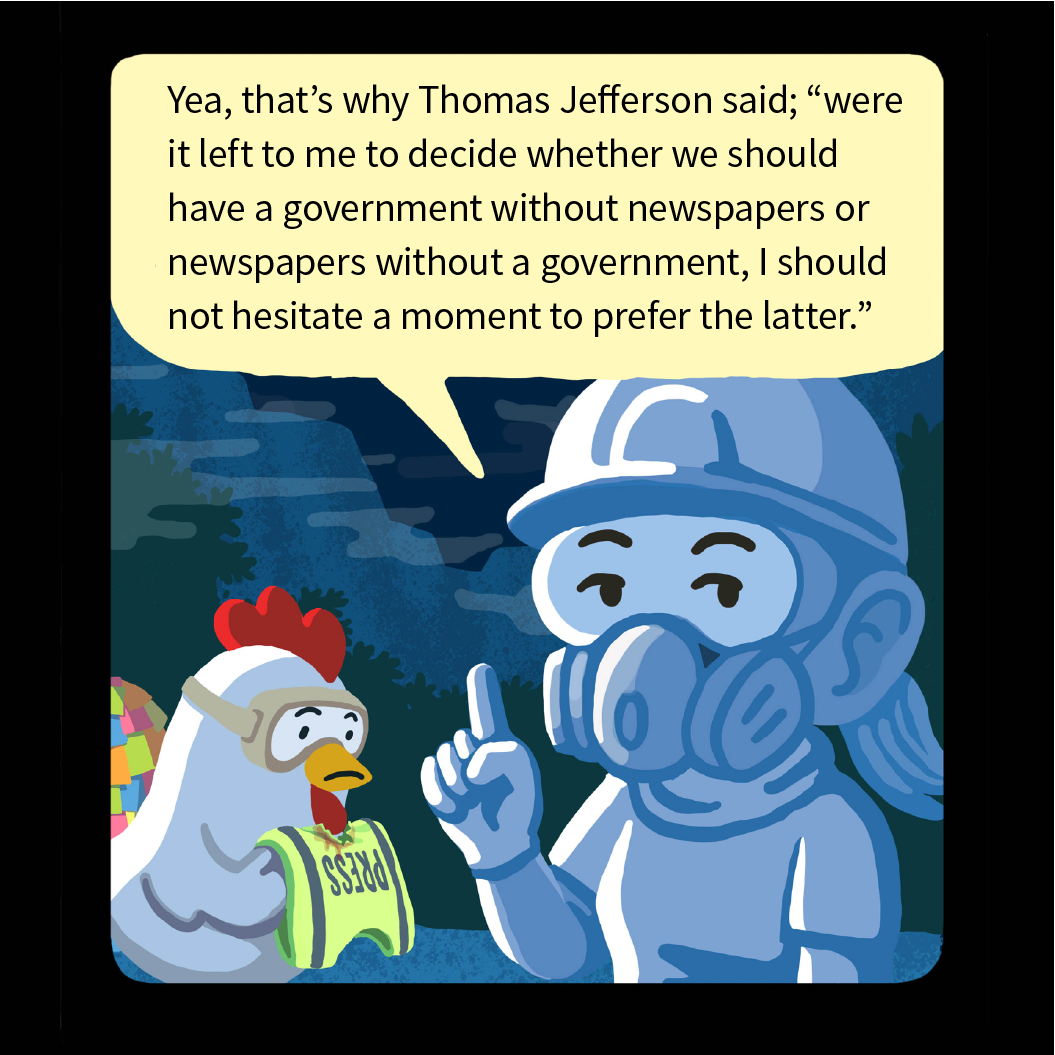 Yea, that’s why Thomas Jefferson said; “were
it left to me to decide whether we should
have a government without newspapers or
newspapers without a government, I should
not hesitate a moment to prefer the latter.”
PRESS